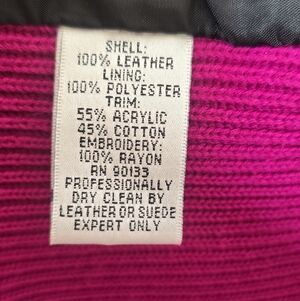 SHELL:
100% LEATHER
LINING:
100% POLYESTER
TRIM:
55% ACRYLIC
45% COTTON
EMBROIDERY:
100% RAYON
RN 90133
PROFESSIONALLY
DRY CLEAN BY
LEATHER OR SUEDE
EXPERT ONLY